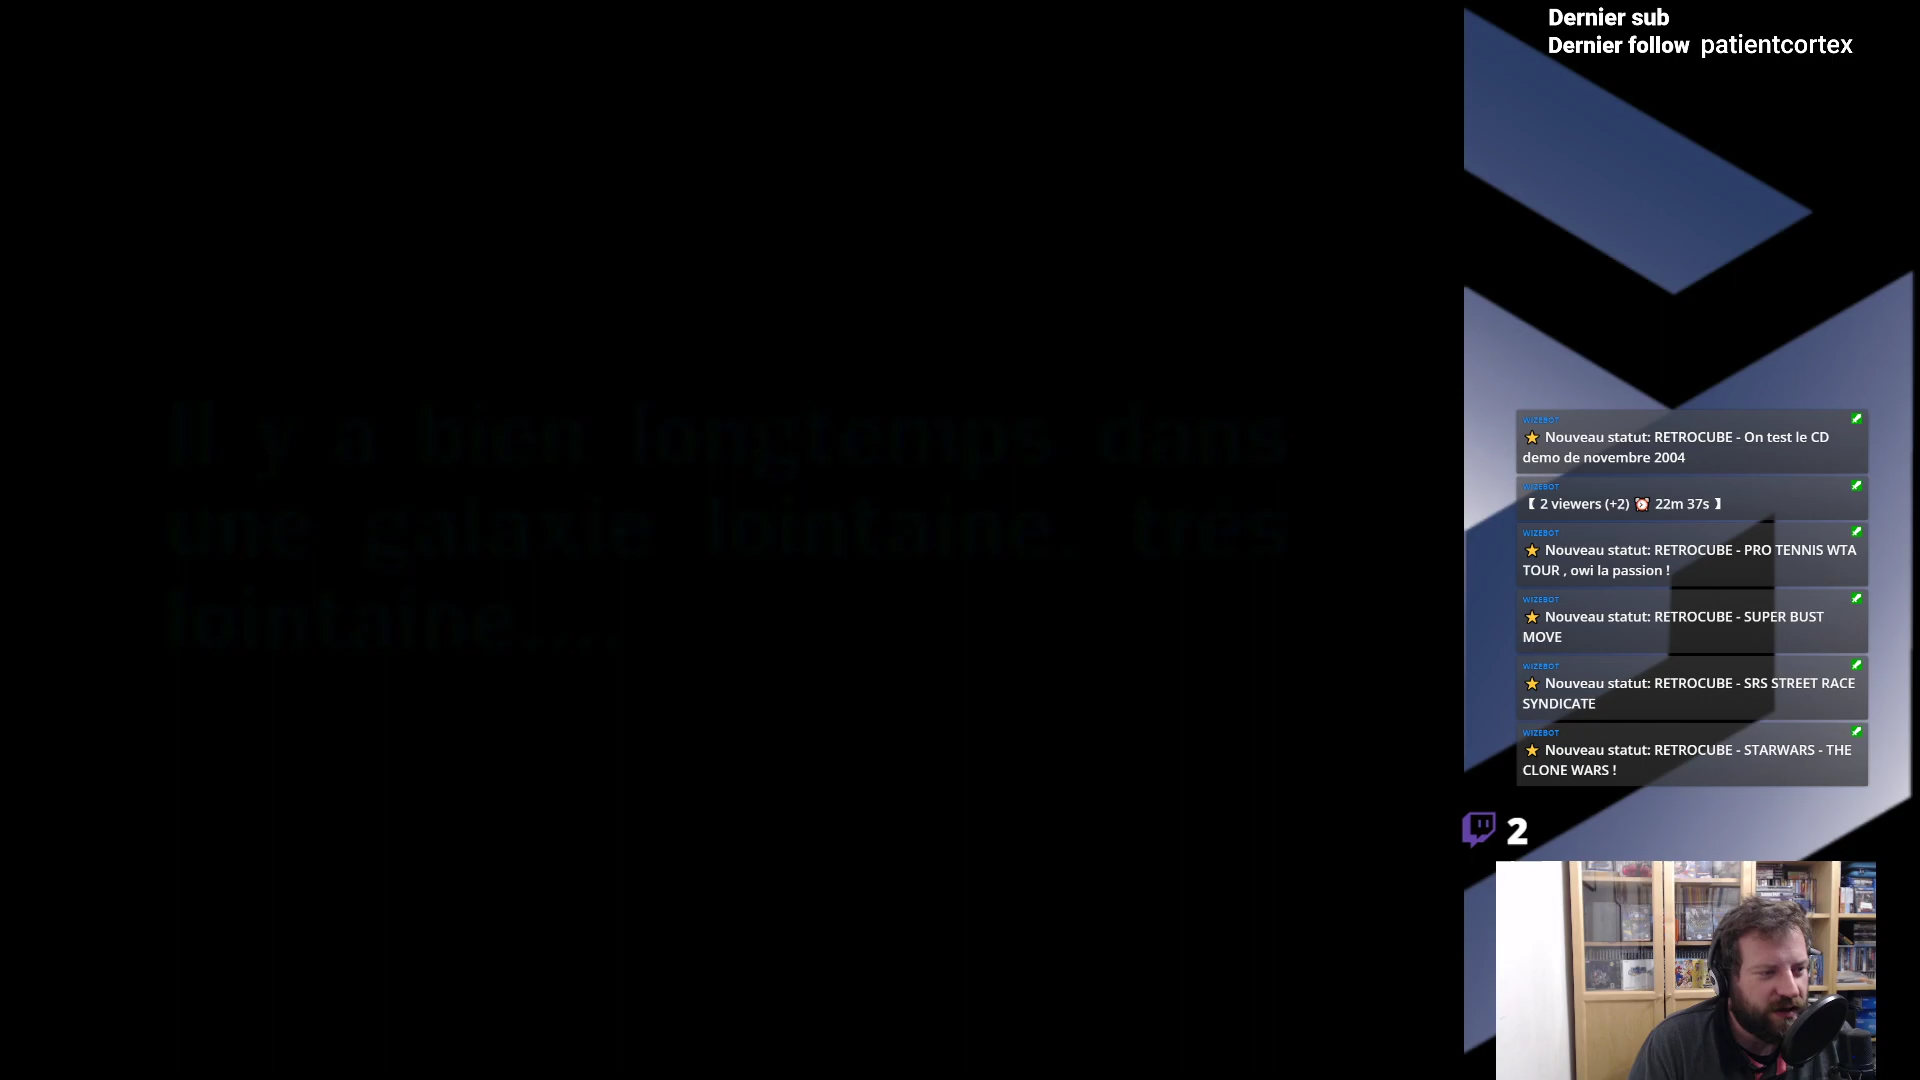 Dernier sub
Dernier follow patientcortex
Il y a bien longtemps dans
une galaxie lointaine très
lointaine....
WIZEBOT
Nouveau statut: RETROCUBE - On test le CD
demo de novembre 2004
WIZEBOT
【 2 viewers (+2) ⏰ 22m 37s 】
WIZEBOT
Nouveau statut: RETROCUBE - PRO TENNIS WTA
TOUR , owi la passion !
WIZEBOT
Nouveau statut: RETROCUBE - SUPER BUST
MOVE
WIZEBOT
Nouveau statut: RETROCUBE - SRS STREET RACE
SYNDICATE
WIZEBOT
Nouveau statut: RETROCUBE - STARWARS - THE
CLONE WARS !
2